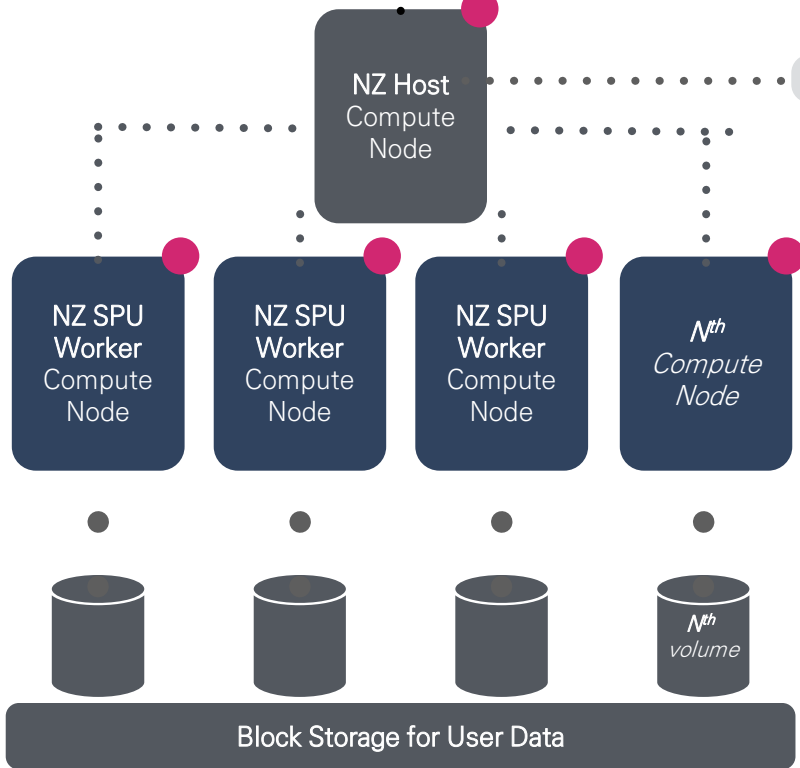 NZ Host
Compute
Node
NZ SPU
Worker
Compute
Node
NZ SPU
Worker
Compute
Node
NZ SPU
Worker
Compute
Node
Nth
Compute
Node
Nth
volume
Block Storage for User Data